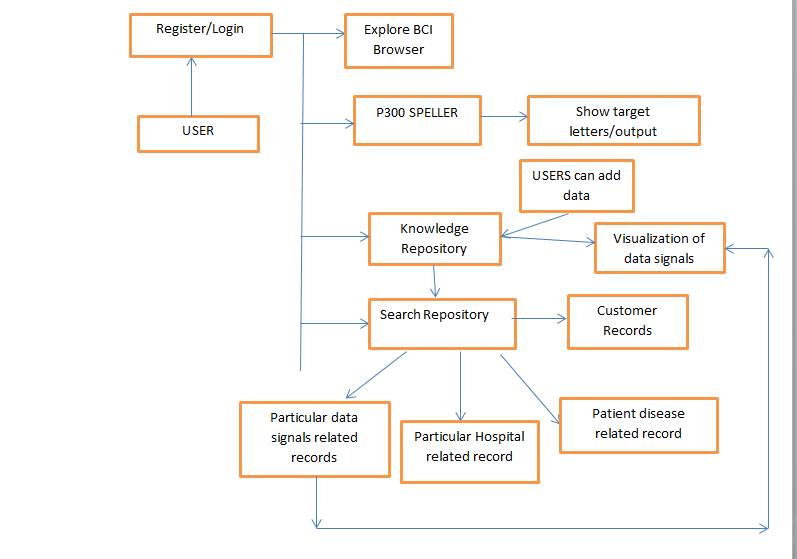 Register/Login
Explore BCI
Browser
USER
P300 SPELLER
Show target
letters/output
USERS can add
data
Knowledge
Repository
Visualization of
data signals
Search Repository
Customer
Records
Particular data
signals related
records
Particular Hospital
related record
Patient disease
related record